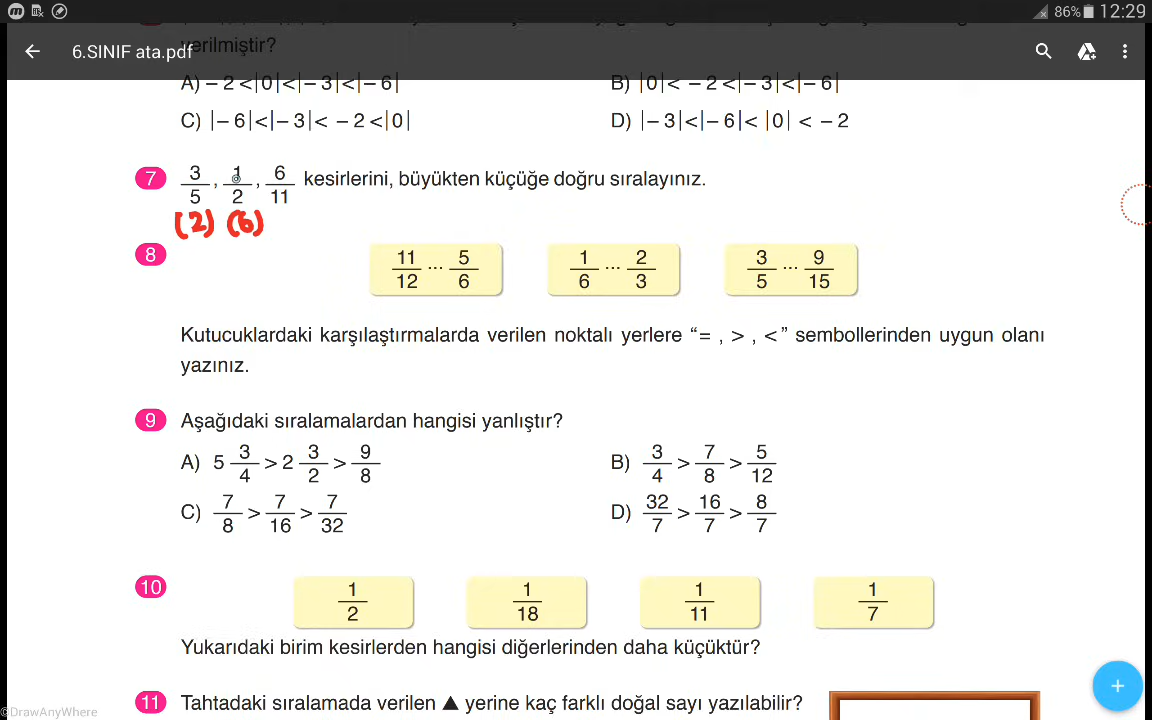 86% 12:29
6.SINIF ata.pdf
verilmiştir?
A) – 2 <|0|<|– 3|<|– 6| B) |0|< – 2 <|– 3|<|– 6|
C) |– 6|<|– 3|< – 2 <|0| D) |– 3|<|– 6|< |0| < – 2
7 3/5, 1/2, 6/11 kesirlerini, büyükten küçüğe doğru sıralayınız.
(2) (6)
8 11/12 ... 5/6 1/6 ... 2/3 3/5 ... 9/15
Kutucuklardaki karşılaştırmalarda verilen noktalı yerlere “= , > , <” sembollerinden uygun olanı
yazınız.
9 Aşağıdaki sıralamalardan hangisi yanlıştır?
A) 5 3/4 > 2 3/2 > 9/8 B) 3/4 > 7/8 > 5/12
C) 7/8 > 7/16 > 7/32 D) 32/7 > 16/7 > 8/7
10 1/2 1/18 1/11 1/7
Yukarıdaki birim kesirlerden hangisi diğerlerinden daha küçüktür?
11 Tahtadaki sıralamada verilen ▲ yerine kaç farklı doğal sayı yazılabilir?
©DrawAnyWhere